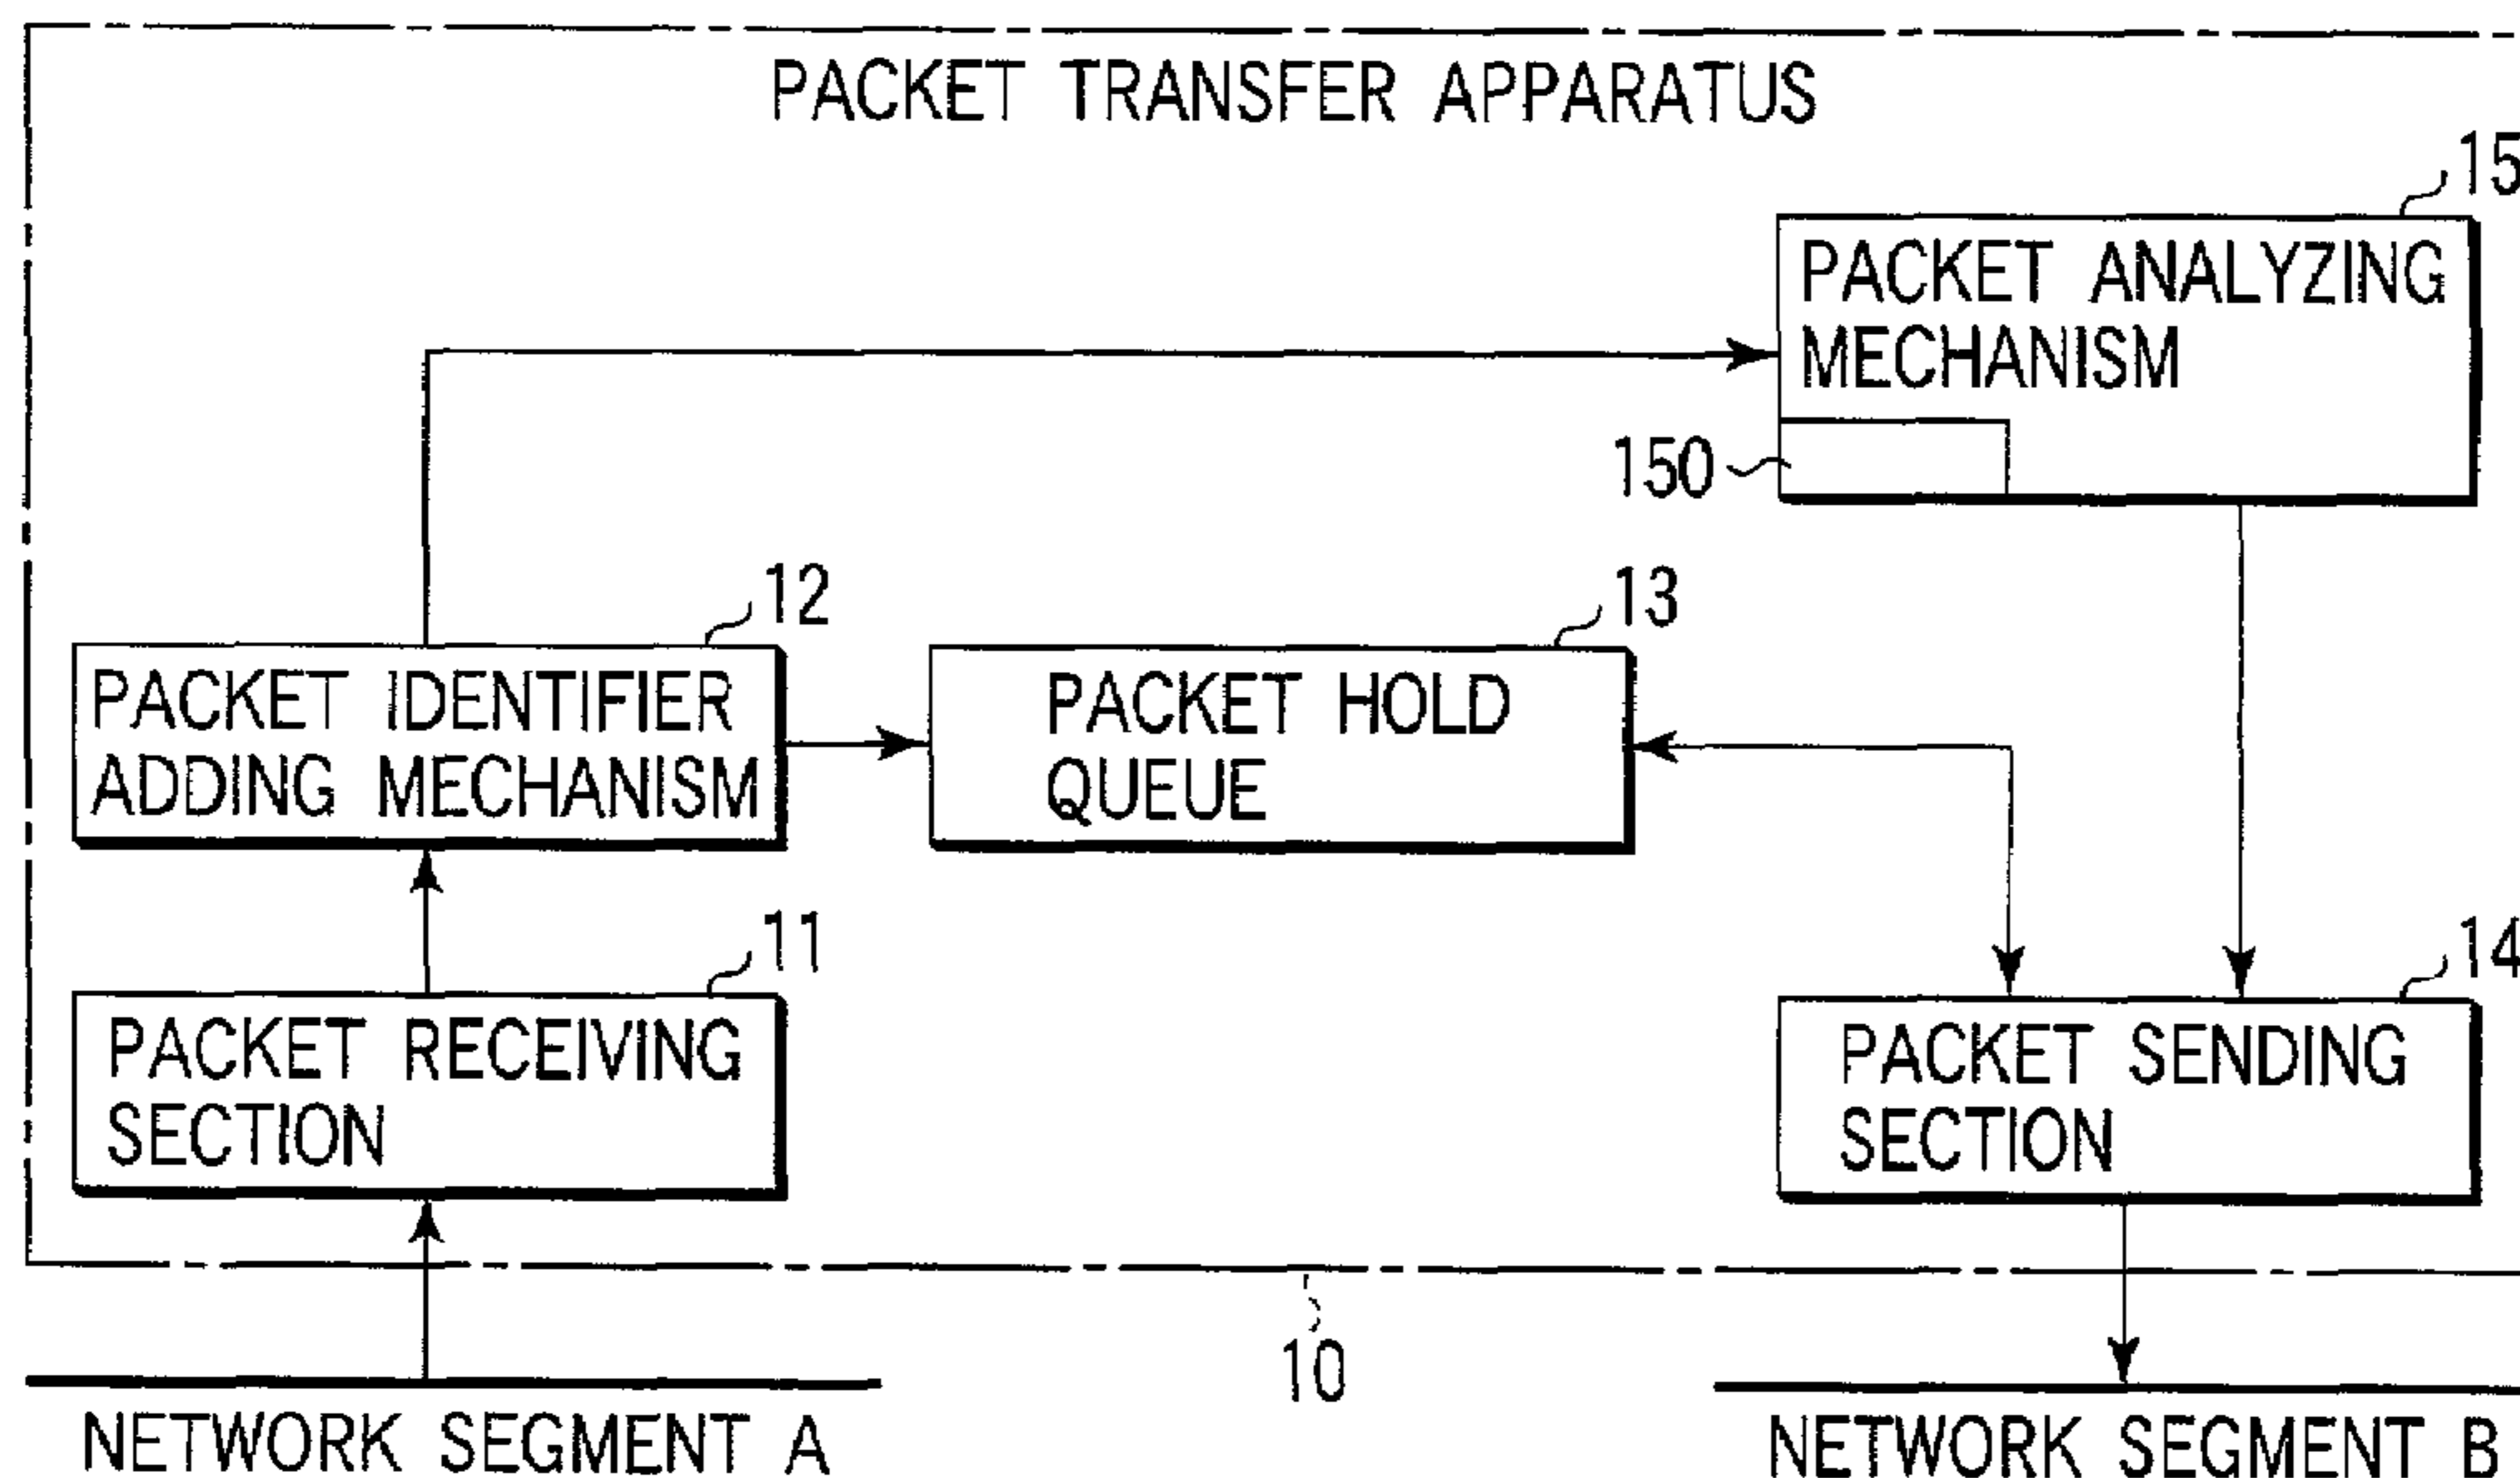 PACKET TRANSFER APPARATUS
15
PACKET ANALYZING
MECHANISM
150
12
13
PACKET IDENTIFIER
ADDING MECHANISM
PACKET HOLD
QUEUE
11
14
PACKET RECEIVING
SECTION
PACKET SENDING
SECTION
10
NETWORK SEGMENT A
NETWORK SEGMENT B